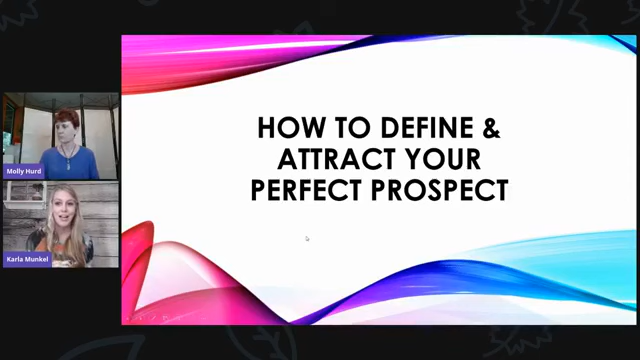 Molly Hurd
Karla Munkel
HOW TO DEFINE &
ATTRACT YOUR
PERFECT PROSPECT